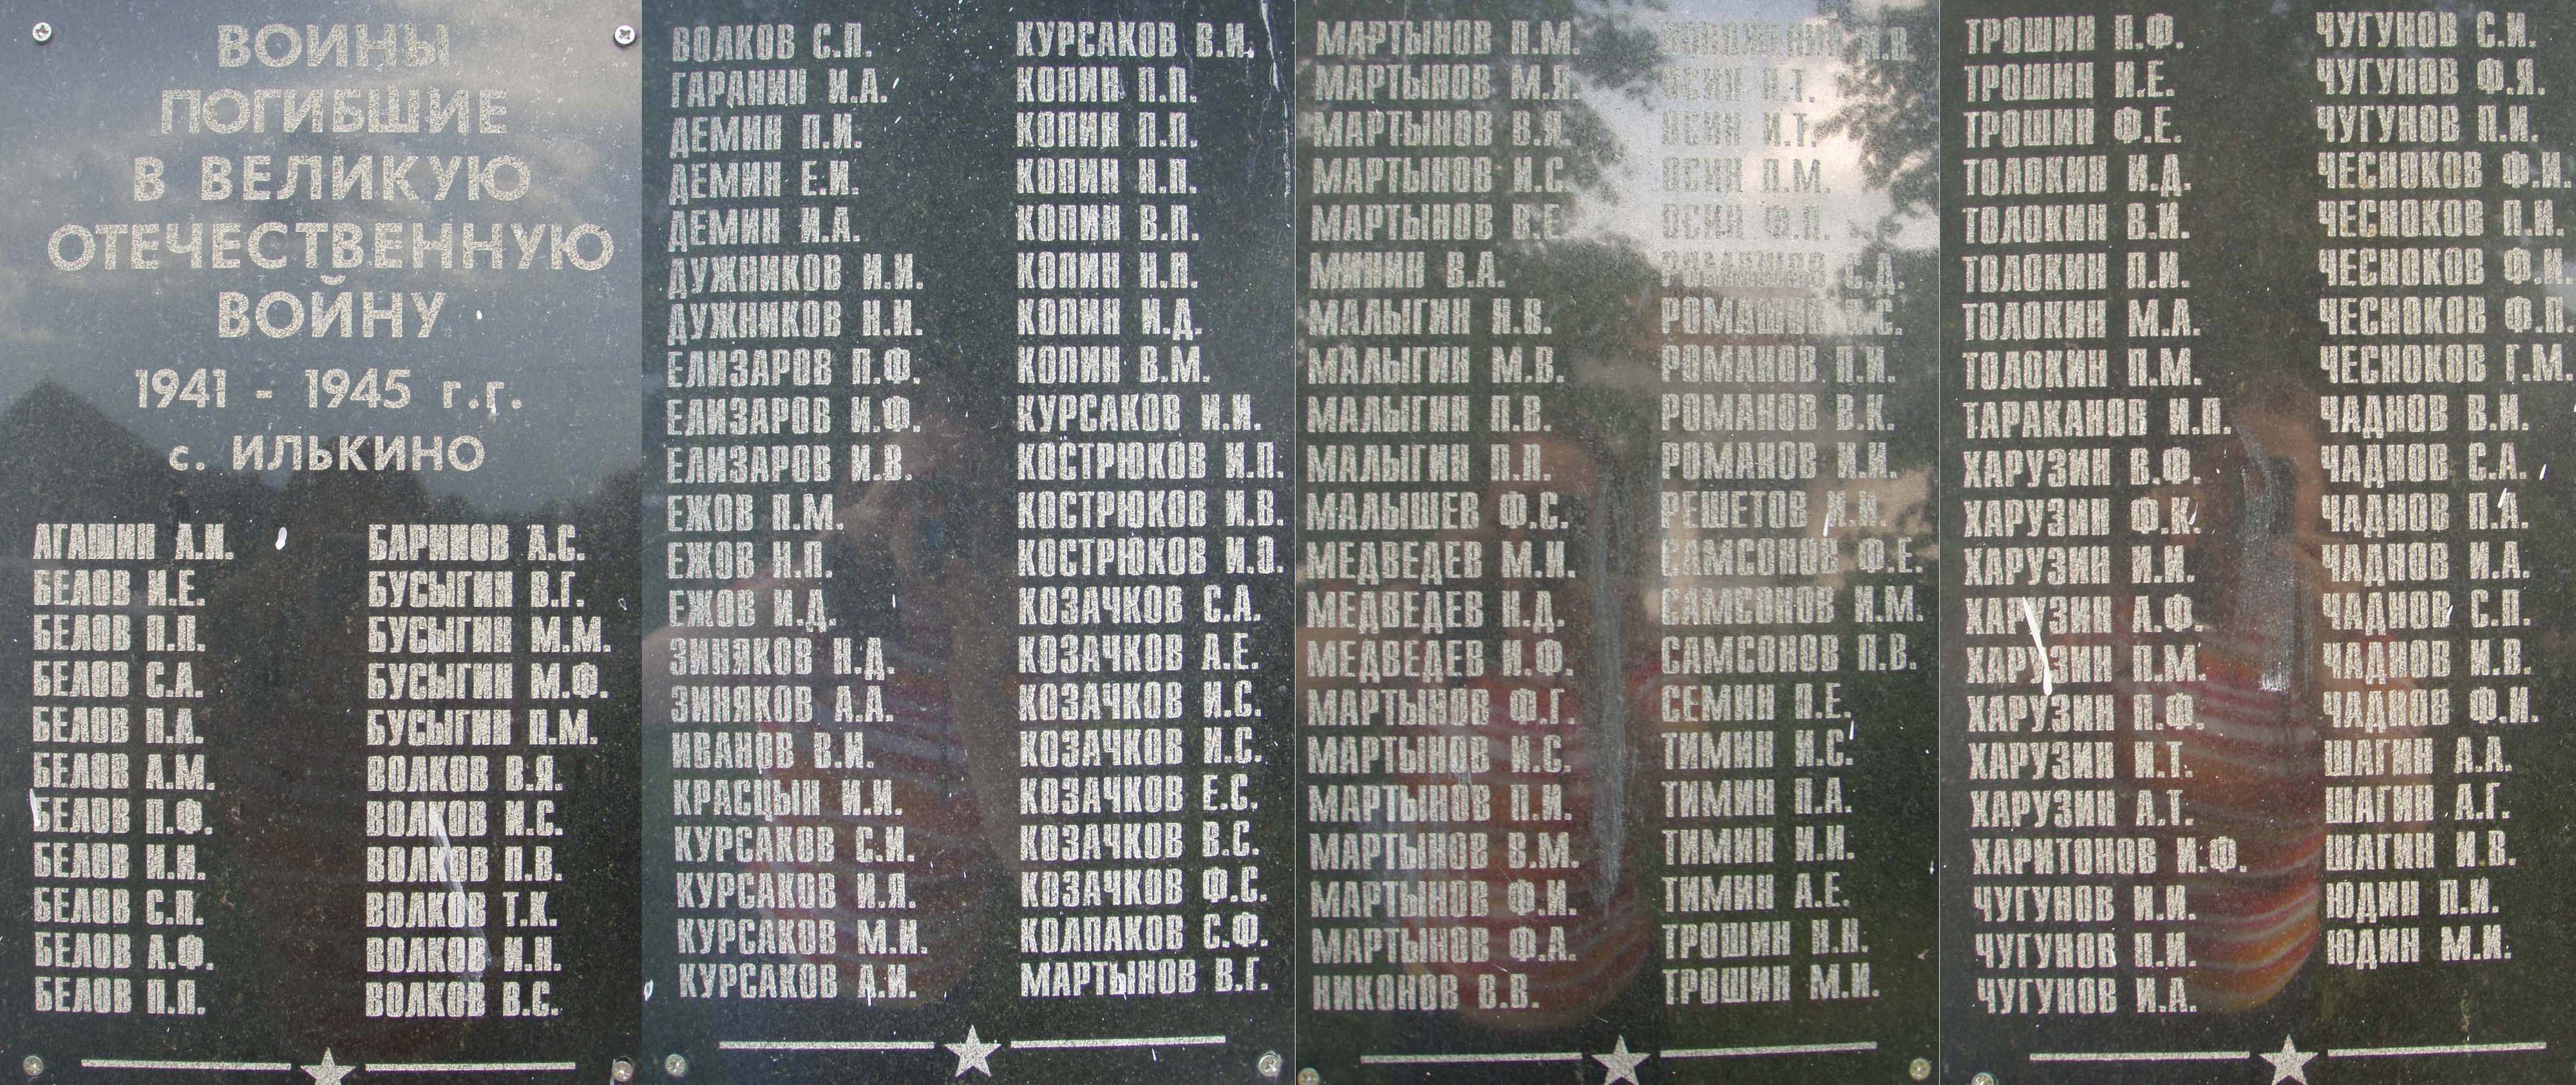 ВОИНЫ
ПОГИБШИЕ
В ВЕЛИКУЮ
ОТЕЧЕСТВЕННУЮ
ВОЙНУ
1941 - 1945 г.г.
с. ИЛЬКИНО
АГАШИН А.И.
БЕЛОВ И.Е.
БЕЛОВ П.П.
БЕЛОВ С.А.
БЕЛОВ П.А.
БЕЛОВ А.М.
БЕЛОВ П.Ф.
БЕЛОВ И.И.
БЕЛОВ С.П.
БЕЛОВ А.Ф.
БЕЛОВ П.П.
БАРИНОВ А.С.
БУСЫГИН В.Г.
БУСЫГИН М.М.
БУСЫГИН М.Ф.
БУСЫГИН П.М.
ВОЛКОВ В.Я.
ВОЛКОВ И.С.
ВОЛКОВ П.В.
ВОЛКОВ Т.К.
ВОЛКОВ И.Н.
ВОЛКОВ В.С.
ВОЛКОВ С.П.
ГАРАНИН И.А.
ДЕМИН П.И.
ДЕМИН Е.И.
ДЕМИН И.А.
ДУЖНИКОВ И.И.
ДУЖНИКОВ Н.И.
ЕЛИЗАРОВ П.Ф.
ЕЛИЗАРОВ И.Ф.
ЕЛИЗАРОВ И.В.
ЕЖОВ П.М.
ЕЖОВ Н.П.
ЕЖОВ И.Д.
ЗИНЯКОВ Н.Д.
ЗИНЯКОВ А.А.
ИВАНОВ В.И.
КРАСЦЫН И.И.
КУРСАКОВ С.И.
КУРСАКОВ И.Я.
КУРСАКОВ М.И.
КУРСАКОВ А.И.
КУРСАКОВ В.И.
КОПИН П.П.
КОПИН П.П.
КОПИН Н.П.
КОПИН В.П.
КОПИН Н.П.
КОПИН И.Д.
КОПИН В.М.
КУРСАКОВ И.И.
КОСТРЮКОВ И.П.
КОСТРЮКОВ И.В.
КОСТРЮКОВ И.О.
КОЗАЧКОВ С.А.
КОЗАЧКОВ А.Е.
КОЗАЧКОВ И.С.
КОЗАЧКОВ И.С.
КОЗАЧКОВ Е.С.
КОЗАЧКОВ В.С.
КОЗАЧКОВ Ф.С.
КОЛПАКОВ С.Ф.
МАРТЫНОВ В.Г.
МАРТЫНОВ П.М.
МАРТЫНОВ М.Я.
МАРТЫНОВ В.Я.
МАРТЫНОВ И.С.
МАРТЫНОВ В.Е.
МИНИН В.А.
МАЛЫГИН Н.В.
МАЛЫГИН М.В.
МАЛЫГИН П.В.
МАЛЫГИН П.П.
МАЛЫШЕВ Ф.С.
МЕДВЕДЕВ М.И.
МЕДВЕДЕВ Н.Д.
МЕДВЕДЕВ И.Ф.
МАРТЫНОВ Ф.Г.
МАРТЫНОВ И.С.
МАРТЫНОВ П.И.
МАРТЫНОВ В.М.
МАРТЫНОВ Ф.И.
МАРТЫНОВ Ф.А.
НИКОНОВ В.В.
ОСИН
ОСИН И.Т.
ОСИН П.М.
ОСИН Ф.П.
РОМАШОВ С.Д.
РОМАШОВ
РОМАНОВ П.И.
РОМАНОВ В.К.
РОМАНОВ И.И.
РЕШЕТОВ И.И.
САМСОНОВ Ф.Е.
САМСОНОВ И.М.
САМСОНОВ П.В.
СЕМИН П.Е.
ТИМИН И.С.
ТИМИН П.А.
ТИМИН И.И.
ТИМИН А.Е.
ТРОШИН Н.Н.
ТРОШИН М.И.
ТРОШИН П.Ф.
ТРОШИН И.Е.
ТРОШИН Ф.Е.
ТОЛОКИН И.Д.
ТОЛОКИН В.И.
ТОЛОКИН П.И.
ТОЛОКИН М.А.
ТОЛОКИН П.М.
ТАРАКАНОВ И.П.
ХАРУЗИН В.Ф.
ХАРУЗИН Ф.К.
ХАРУЗИН И.И.
ХАРУЗИН А.Ф.
ХАРУЗИН П.М.
ХАРУЗИН П.Ф.
ХАРУЗИН И.Т.
ХАРУЗИН А.Т.
ХАРИТОНОВ И.Ф.
ЧУГУНОВ И.И.
ЧУГУНОВ П.И.
ЧУГУНОВ И.А.
ЧУГУНОВ С.И.
ЧУГУНОВ Ф.Я.
ЧУГУНОВ П.И.
ЧЕСНОКОВ Ф.И.
ЧЕСНОКОВ П.И.
ЧЕСНОКОВ Ф.И.
ЧЕСНОКОВ Ф.П.
ЧЕСНОКОВ Г.М.
ЧАДНОВ В.И.
ЧАДНОВ С.А.
ЧАДНОВ П.А.
ЧАДНОВ И.А.
ЧАДНОВ С.П.
ЧАДНОВ И.В.
ЧАДНОВ Ф.И.
ШАГИН А.А.
ШАГИН А.Г.
ШАГИН И.В.
ЮДИН П.И.
ЮДИН М.И.